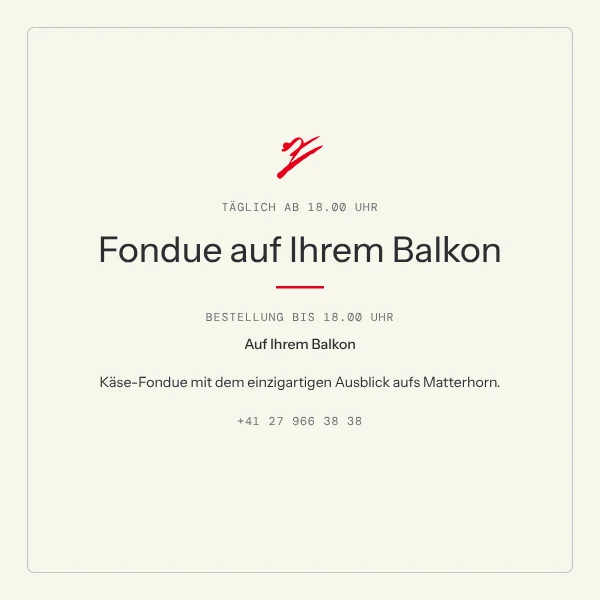 TÄGLICH AB 18.00 UHR
Fondue auf Ihrem Balkon
BESTELLUNG BIS 18.00 UHR
Auf Ihrem Balkon
Käse-Fondue mit dem einzigartigen Ausblick aufs Matterhorn.
+41 27 966 38 38